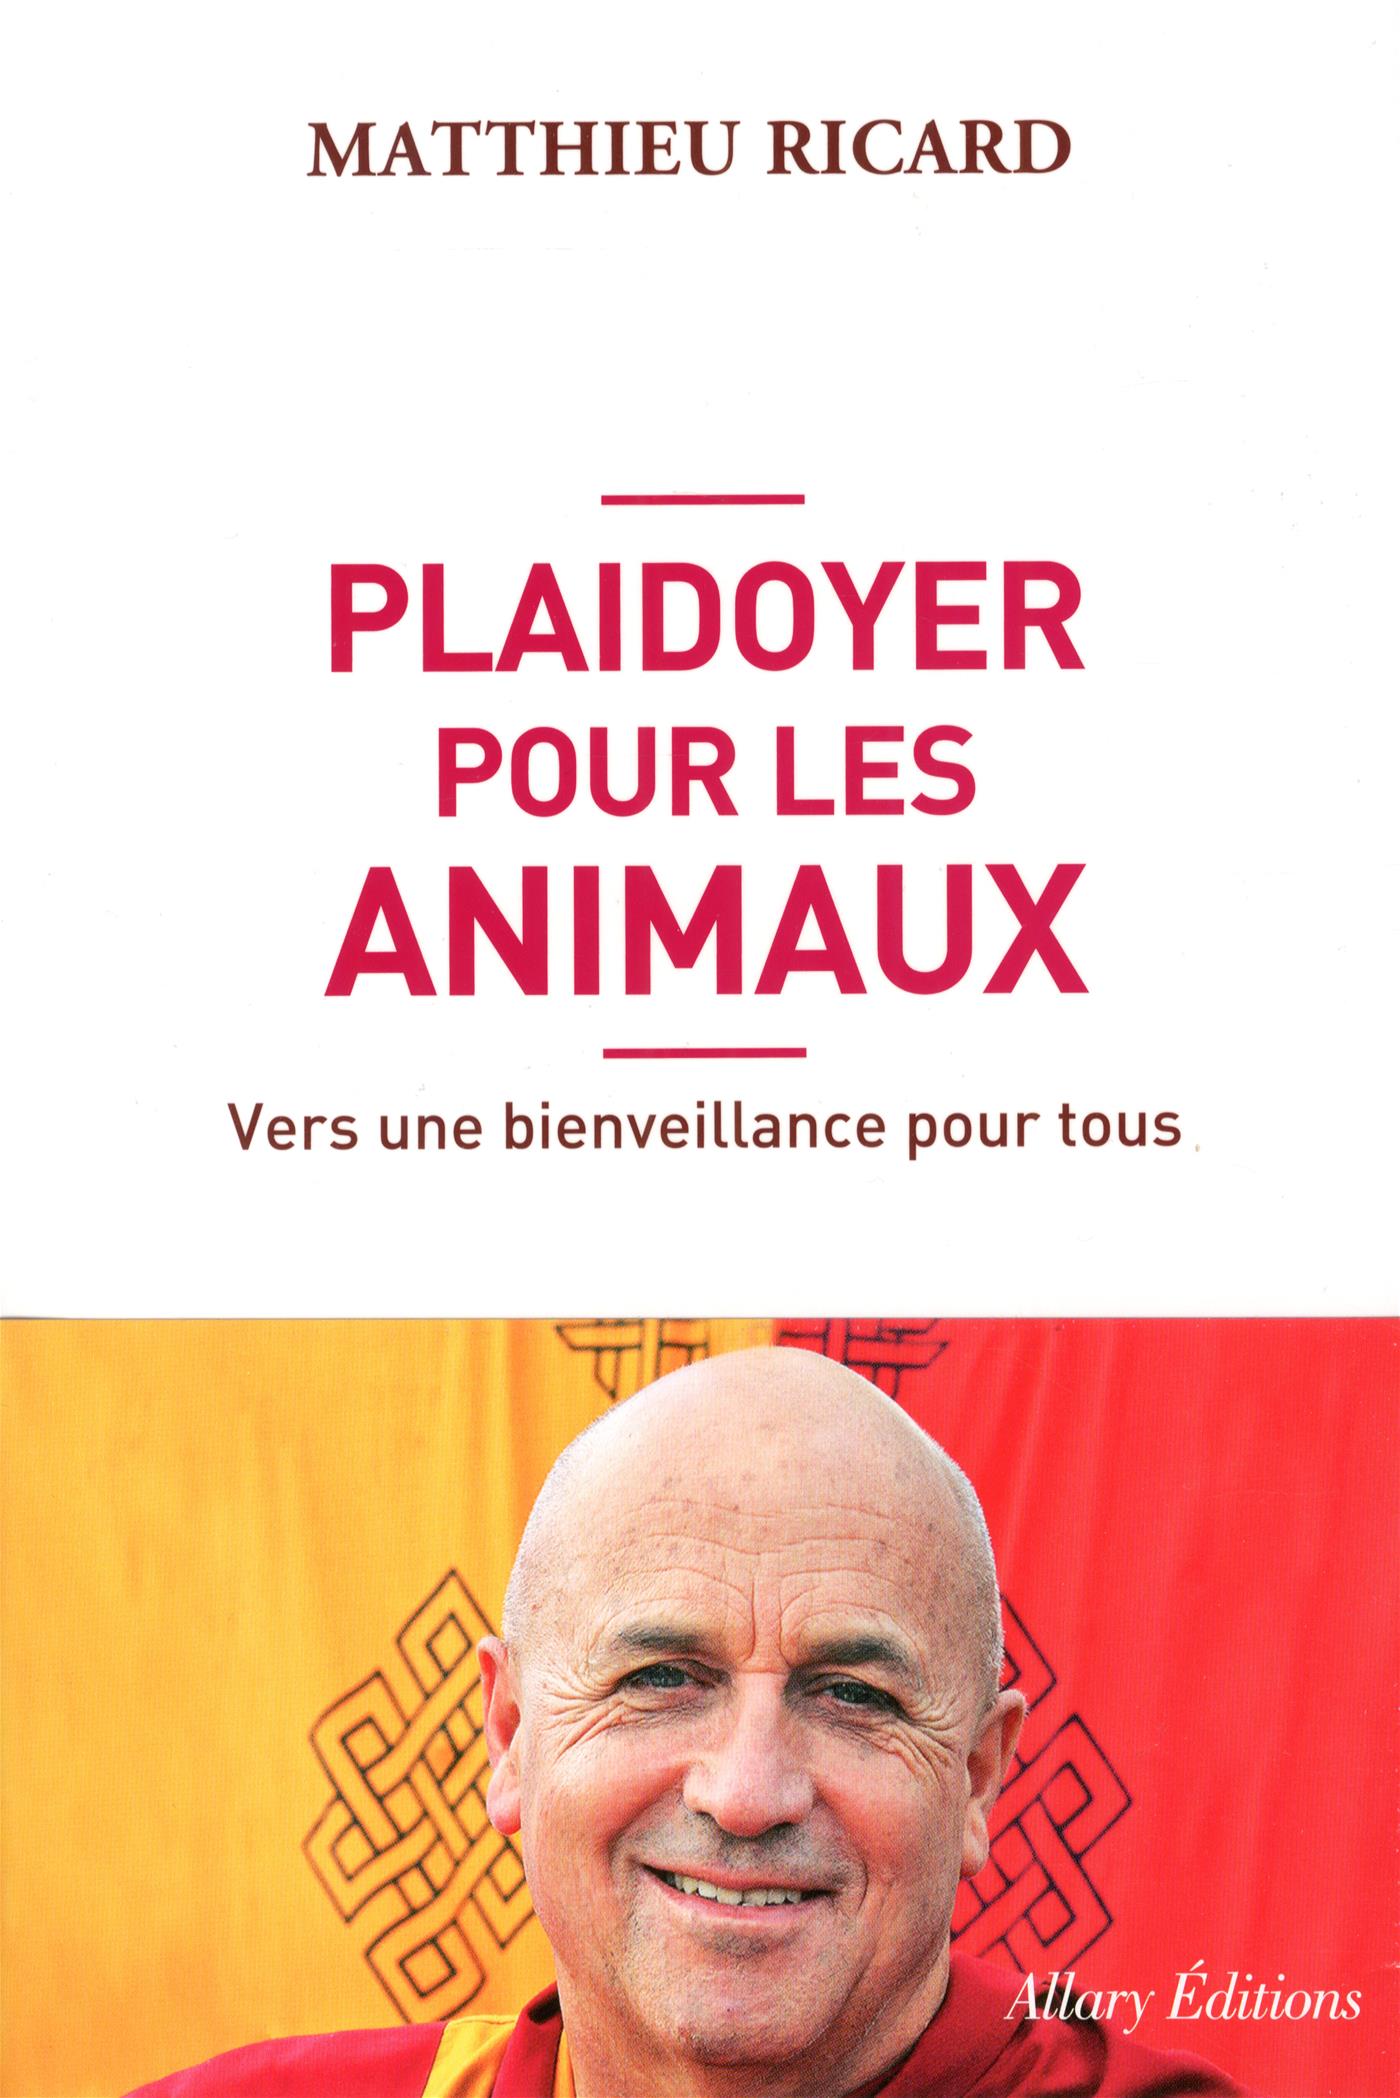 MATTHIEU RICARD
PLAIDOYER
POUR LES
ANIMAUX
Vers une bienveillance pour tous
Allary Éditions